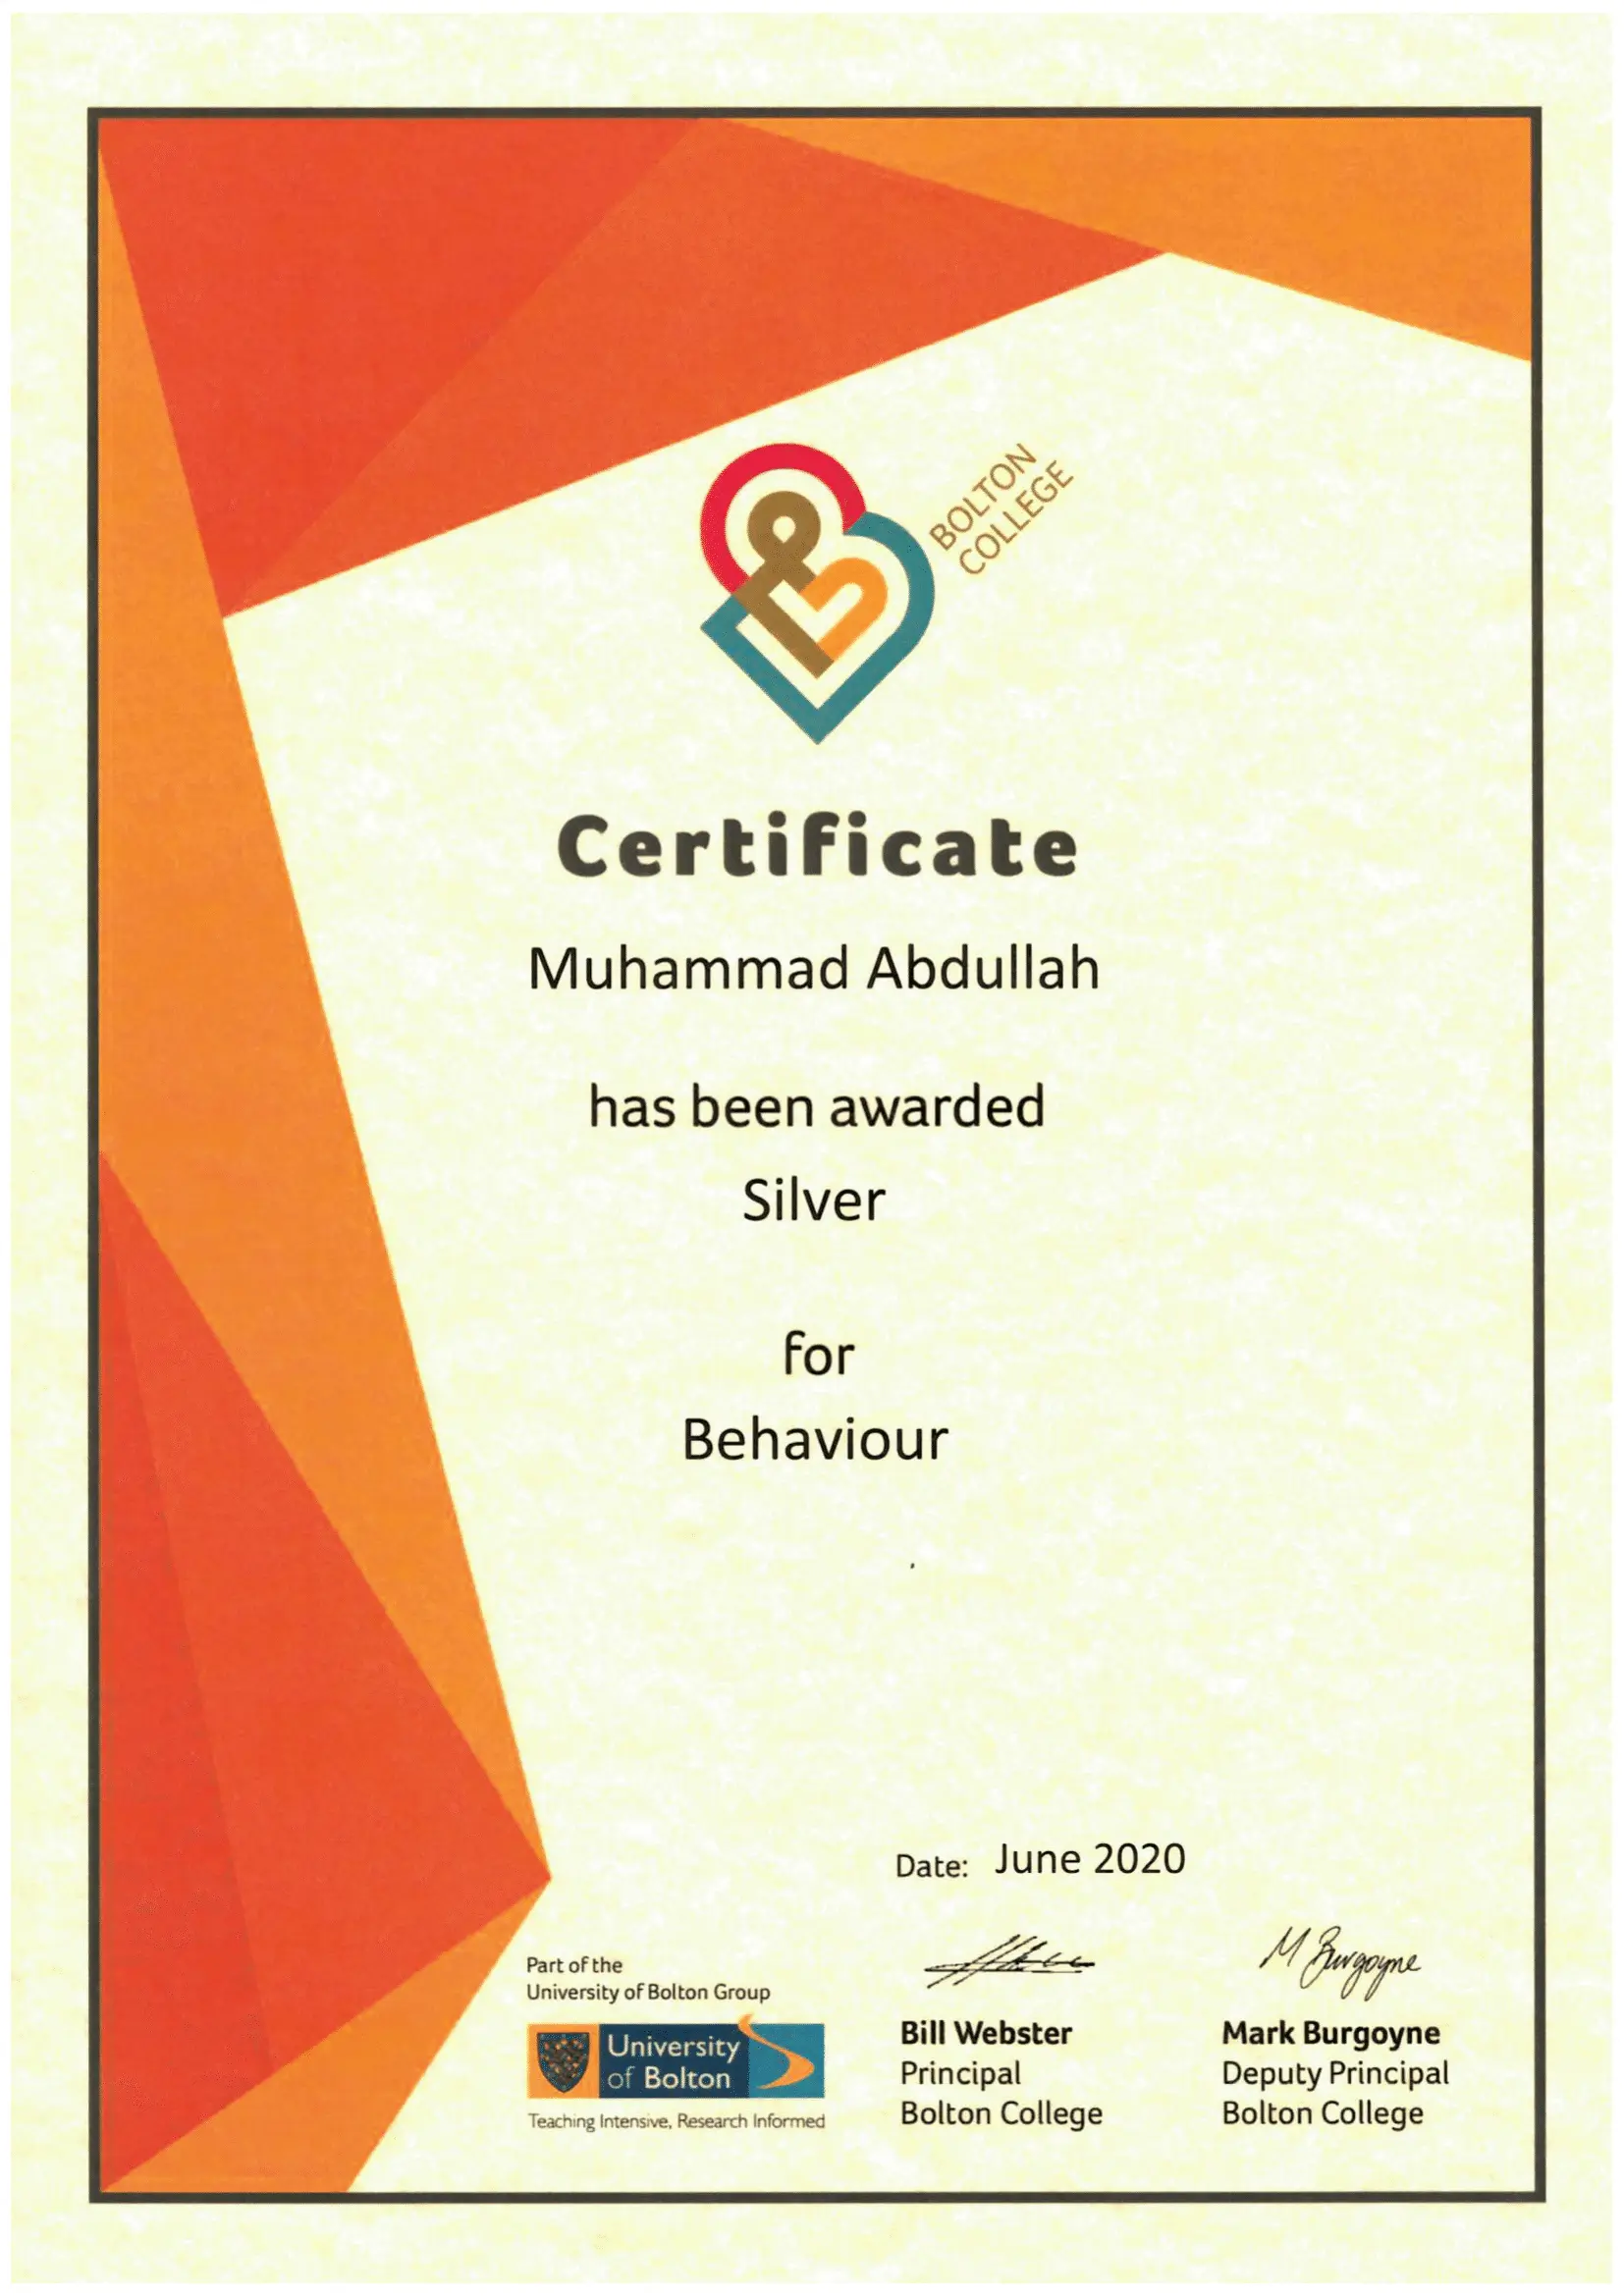 BOLTON
COLLEGE
Certificate
Muhammad Abdullah
has been awarded
Silver
for
Behaviour
Date: June 2020
M Burgoyne
Part of the
University of Bolton Group
University
of Bolton
Teaching Intensive, Research Informed
Bill Webster
Principal
Bolton College
Mark Burgoyne
Deputy Principal
Bolton College